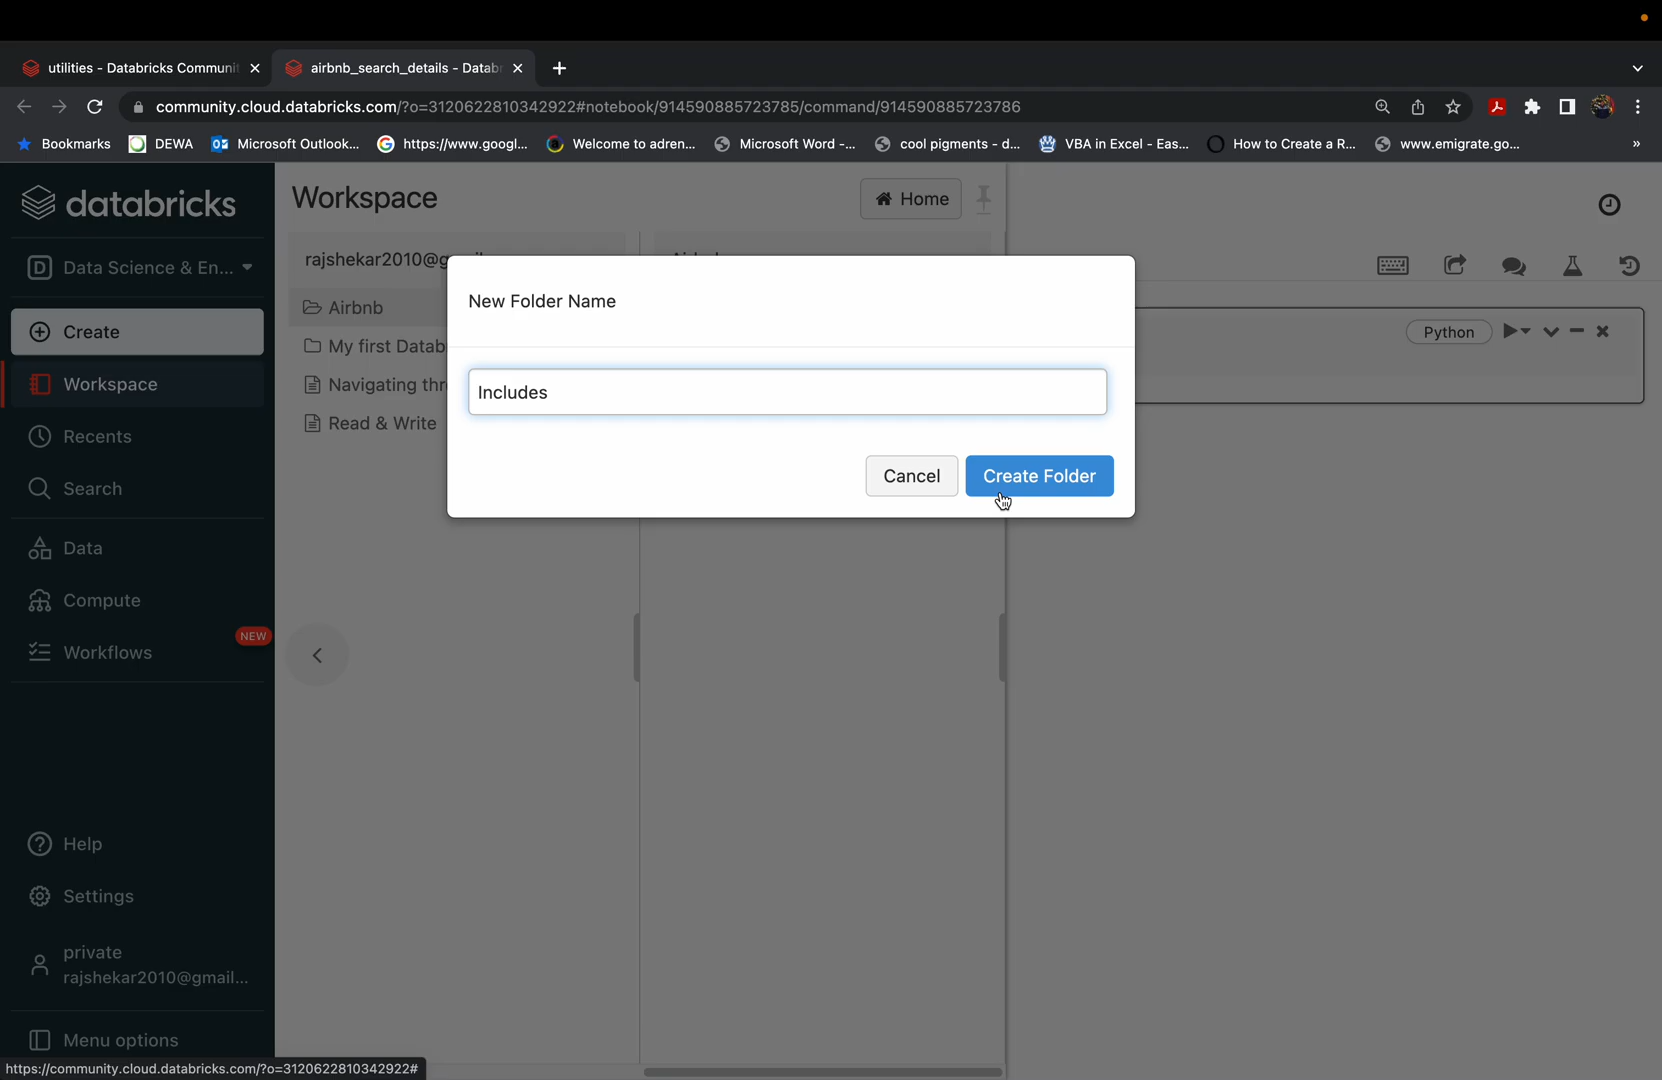 utilities - Databricks Communit
airbnb_search_details - Datab
community.cloud.databricks.com/?o=3120622810342922#notebook/914590885723785/command/914590885723786
Bookmarks
DEWA
Microsoft Outlook...
https://www.googl...
Welcome to adren...
Microsoft Word -...
cool pigments - d...
VBA in Excel - Eas...
How to Create a R...
www.emigrate.go...
»
databricks
Workspace
Home
D Data Science & En...
rajshekar2010@g
Create
Airbnb
New Folder Name
Python
My first Datab
Workspace
Navigating thr
Includes
Recents
Read & Write
Cancel
Create Folder
Search
Data
Compute
NEW
Workflows
Help
Settings
private
rajshekar2010@gmail...
Menu options
https://community.cloud.databricks.com/?o=3120622810342922#